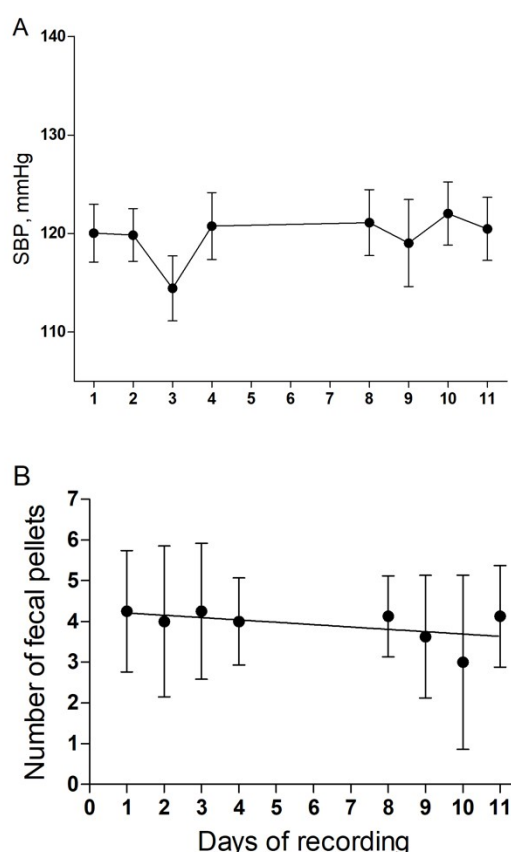 A
140
130
120
110
SBP, mmHg
1 2 3 4 5 6 7 8 9 10 11
B
7
6
5
4
3
2
1
0
Number of fecal pellets
0 1 2 3 4 5 6 7 8 9 10 11
Days of recording